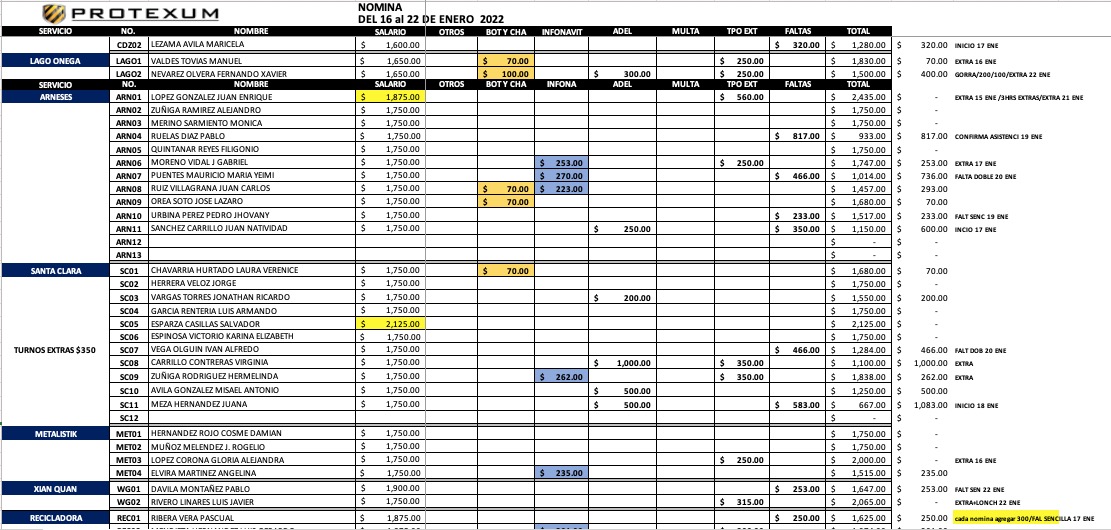 PROTEXUM
NOMINA
DEL 16 al 22 DE ENERO 2022
SERVICIO NO. NOMBRE SALARIO OTROS BOT Y CHA INFONAVIT ADEL MULTA TPO EXT FALTAS TOTAL
CDZ02 LEZAMA AVILA MARICELA $ 1,600.00 $ 320.00 $ 1,280.00 $ 320.00 INICIO 17 ENE
LAGO ONEGA LAGO1 VALDES TOVIAS MANUEL $ 1,650.00 $ 70.00 $ 250.00 $ 1,830.00 $ 70.00 EXTRA 16 ENE
LAGO2 NEVAREZ OLVERA FERNANDO XAVIER $ 1,650.00 $ 100.00 $ 300.00 $ 250.00 $ 1,500.00 $ 400.00 GORRA/200/100/EXTRA 22 ENE
SERVICIO NO. NOMBRE SALARIO OTROS BOT Y CHA INFONA ADEL MULTA TPO EXT FALTAS TOTAL
ARNESES ARN01 LOPEZ GONZALEZ JUAN ENRIQUE $ 1,875.00 $ 560.00 $ 2,435.00 $ - EXTRA 15 ENE /3HRS EXTRAS/EXTRA 21 ENE
ARN02 ZUÑIGA RAMIREZ ALEJANDRO $ 1,750.00 $ 1,750.00 $ -
ARN03 MERINO SARMIENTO MONICA $ 1,750.00 $ 1,750.00 $ -
ARN04 RUELAS DIAZ PABLO $ 1,750.00 $ 817.00 $ 933.00 $ 817.00 CONFIRMA ASISTENCI 19 ENE
ARN05 QUINTANAR REYES FILIGONIO $ 1,750.00 $ 1,750.00 $ -
ARN06 MORENO VIDAL J GABRIEL $ 1,750.00 $ 253.00 $ 250.00 $ 1,747.00 $ 253.00 EXTRA 17 ENE
ARN07 PUENTES MAURICIO MARIA YEIMI $ 1,750.00 $ 270.00 $ 466.00 $ 1,014.00 $ 736.00 FALTA DOBLE 20 ENE
ARN08 RUIZ VILLAGRANA JUAN CARLOS $ 1,750.00 $ 70.00 $ 223.00 $ 1,457.00 $ 293.00
ARN09 OREA SOTO JOSE LAZARO $ 1,750.00 $ 70.00 $ 1,680.00 $ 70.00
ARN10 URBINA PEREZ PEDRO JHOVANY $ 1,750.00 $ 233.00 $ 1,517.00 $ 233.00 FALT SENC 19 ENE
ARN11 SANCHEZ CARRILLO JUAN NATIVIDAD $ 1,750.00 $ 250.00 $ 350.00 $ 1,150.00 $ 600.00 INCIO 17 ENE
ARN12 $ - $ -
ARN13 $ - $ -
SANTA CLARA SC01 CHAVARRIA HURTADO LAURA VERENICE $ 1,750.00 $ 70.00 $ 1,680.00 $ 70.00
SC02 HERRERA VELOZ JORGE $ 1,750.00 $ 1,750.00 $ -
SC03 VARGAS TORRES JONATHAN RICARDO $ 1,750.00 $ 200.00 $ 1,550.00 $ 200.00
SC04 GARCIA RENTERIA LUIS ARMANDO $ 1,750.00 $ 1,750.00 $ -
SC05 ESPARZA CASILLAS SALVADOR $ 2,125.00 $ 2,125.00 $ -
SC06 ESPINOSA VICTORIO KARINA ELIZABETH $ 1,750.00 $ 1,750.00 $ -
TURNOS EXTRAS $350 SC07 VEGA OLGUIN IVAN ALFREDO $ 1,750.00 $ 466.00 $ 1,284.00 $ 466.00 FALT DOB 20 ENE
SC08 CARRILLO CONTRERAS VIRGINIA $ 1,750.00 $ 1,000.00 $ 350.00 $ 1,100.00 $ 1,000.00 EXTRA
SC09 ZUÑIGA RODRIGUEZ HERMELINDA $ 1,750.00 $ 262.00 $ 350.00 $ 1,838.00 $ 262.00 EXTRA
SC10 AVILA GONZALEZ MISAEL ANTONIO $ 1,750.00 $ 500.00 $ 1,250.00 $ 500.00
SC11 MEZA HERNANDEZ JUANA $ 1,750.00 $ 500.00 $ 583.00 $ 667.00 $ 1,083.00 INICIO 18 ENE
SC12 $ - $ -
METALISTIK MET01 HERNANDEZ ROJO COSME DAMIAN $ 1,750.00 $ 1,750.00 $ -
MET02 MUÑOZ MELENDEZ J. ROGELIO $ 1,750.00 $ 1,750.00 $ -
MET03 LOPEZ CORONA GLORIA ALEJANDRA $ 1,750.00 $ 250.00 $ 2,000.00 $ - EXTRA 16 ENE
MET04 ELVIRA MARTINEZ ANGELINA $ 1,750.00 $ 235.00 $ 1,515.00 $ 235.00
XIAN QUAN WG01 DAVILA MONTAÑEZ PABLO $ 1,900.00 $ 253.00 $ 1,647.00 $ 253.00 FALT SEN 22 ENE
WG02 RIVERO LINARES LUIS JAVIER $ 1,750.00 $ 315.00 $ 2,065.00 $ - EXTRA+LONCH 22 ENE
RECICLADORA REC01 RIBERA VERA PASCUAL $ 1,875.00 $ 250.00 $ 1,625.00 $ 250.00 cada nomina agregar 300/FAL SENCILLA 17 ENE